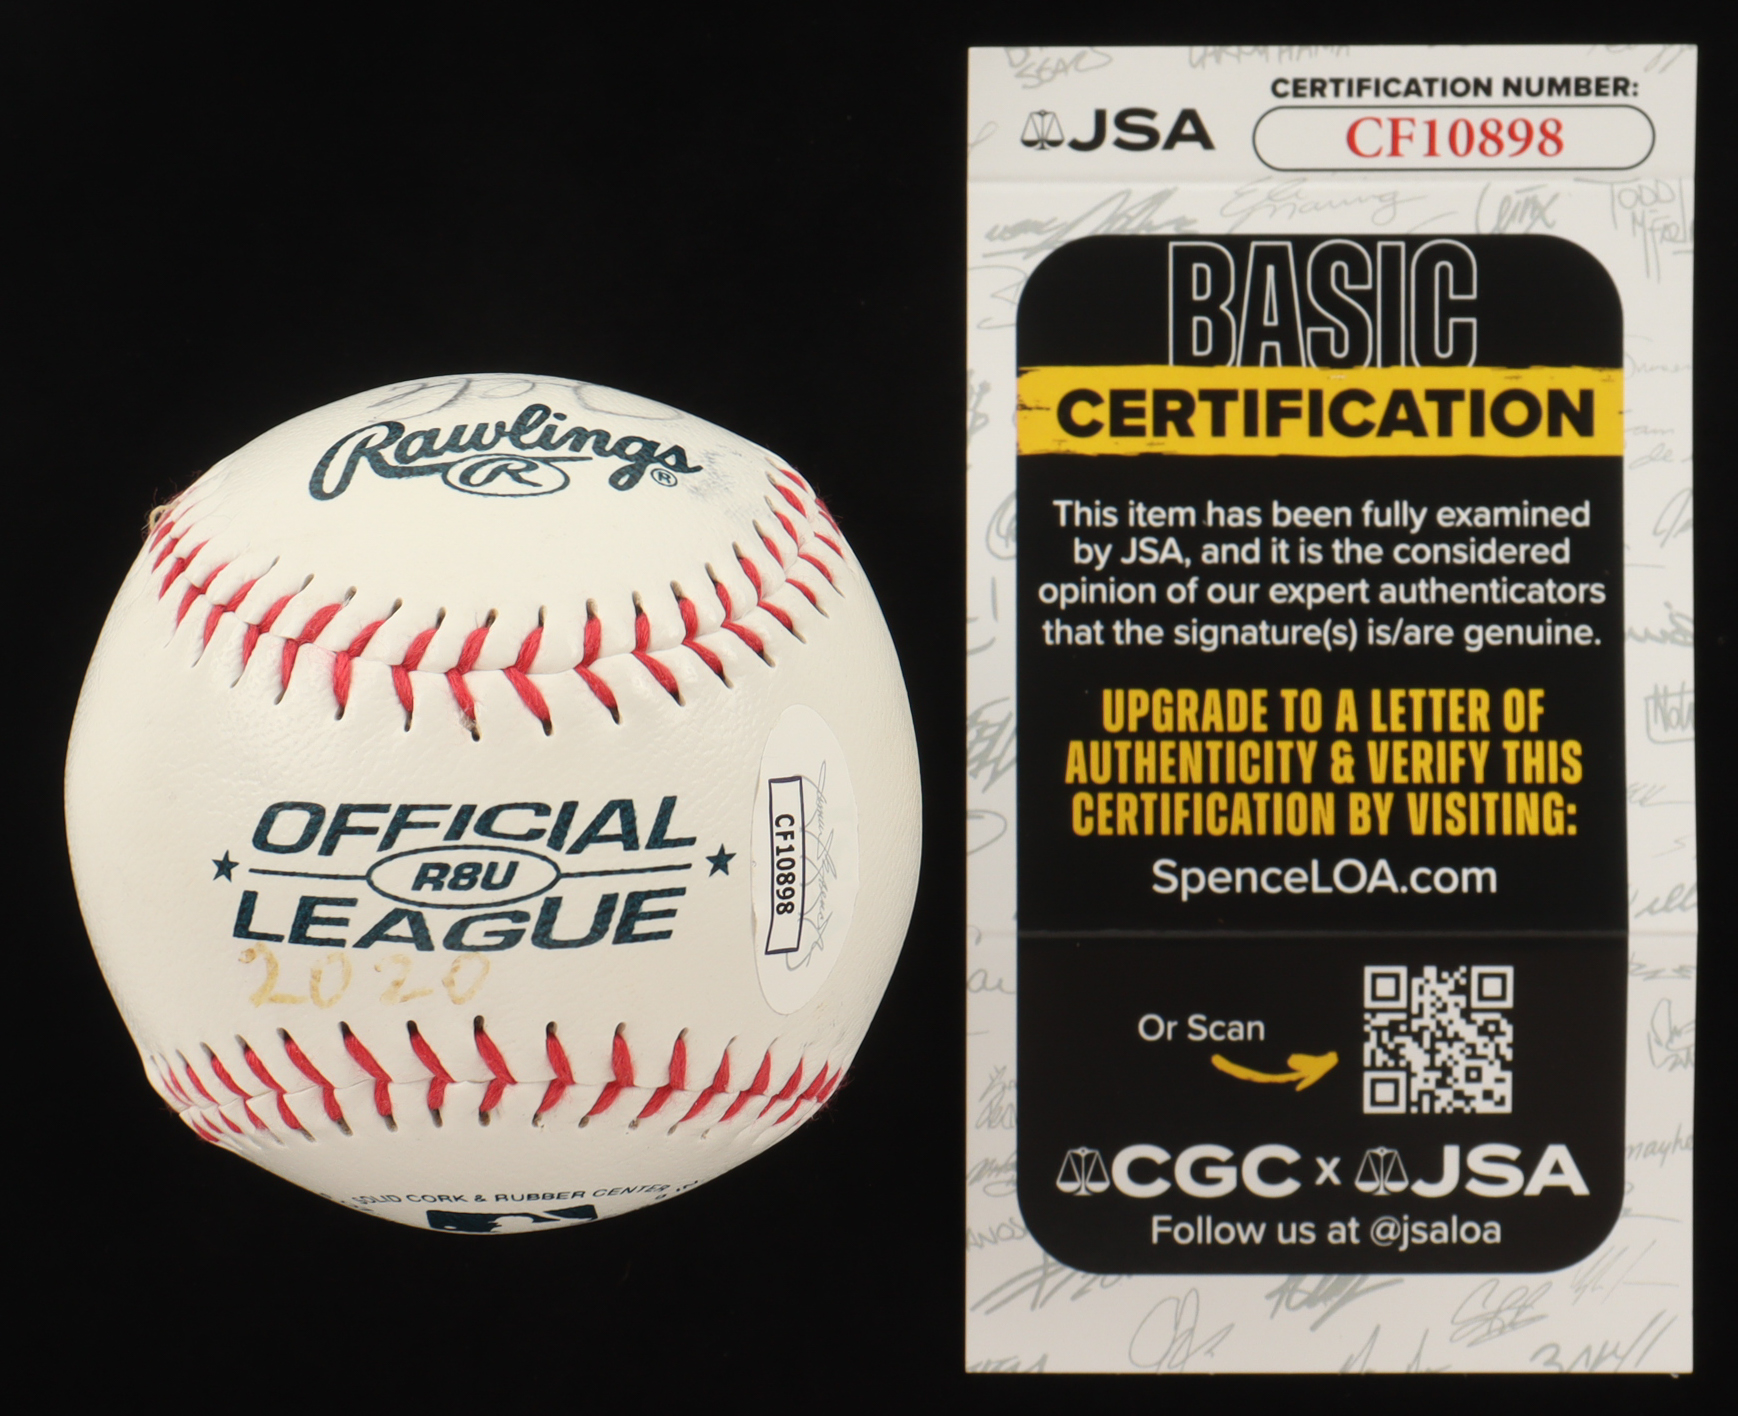 Rawlings
R
®
OFFICIAL
R8U
LEAGUE
2020
CF10898
SOLID CORK & RUBBER CENTER
JSA
CERTIFICATION NUMBER:
CF10898
BASIC
CERTIFICATION
This item has been fully examined
by JSA, and it is the considered
opinion of our expert authenticators
that the signature(s) is/are genuine.
UPGRADE TO A LETTER OF
AUTHENTICITY & VERIFY THIS
CERTIFICATION BY VISITING:
SpenceLOA.com
Or Scan
CGC x JSA
Follow us at @jsaloa